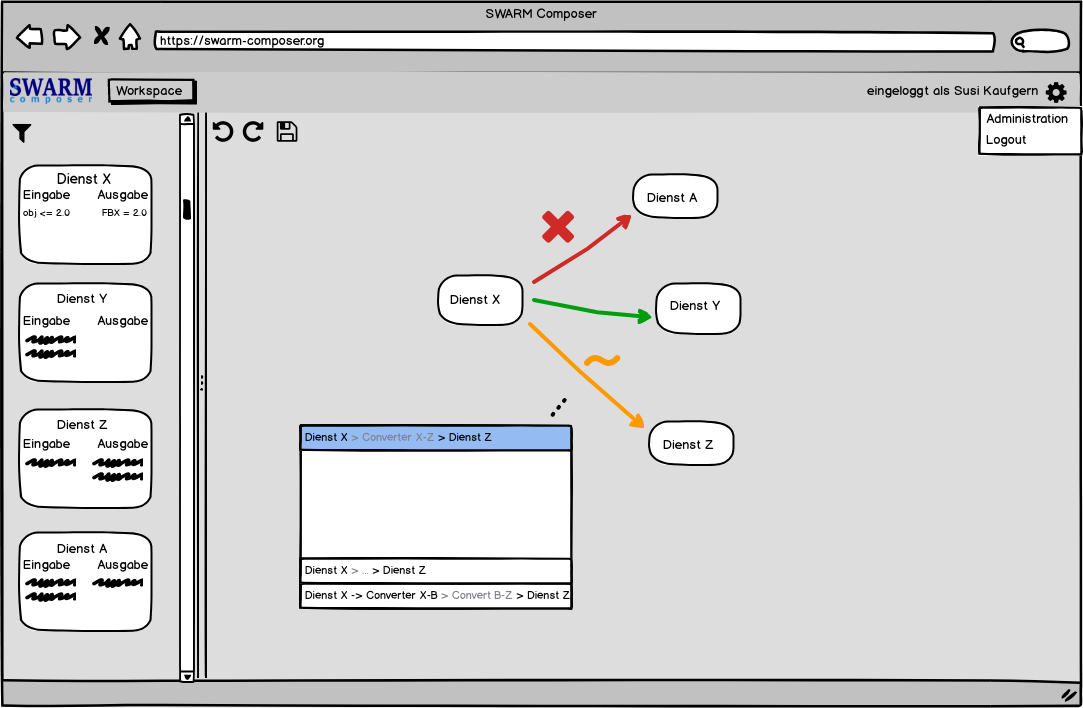 SWARM Composer
https://swarm-composer.org
SWARM
composer
Workspace
eingeloggt als Susi Kaufgern
Administration
Logout
Dienst X
Eingabe Ausgabe
obj <= 2.0 FBX = 2.0
Dienst Y
Eingabe Ausgabe
Dienst Z
Eingabe Ausgabe
Dienst A
Eingabe Ausgabe
Dienst A
Dienst X
Dienst Y
Dienst Z
Dienst X > Converter X-Z > Dienst Z
Dienst X > ... > Dienst Z
Dienst X -> Converter X-B > Convert B-Z > Dienst Z